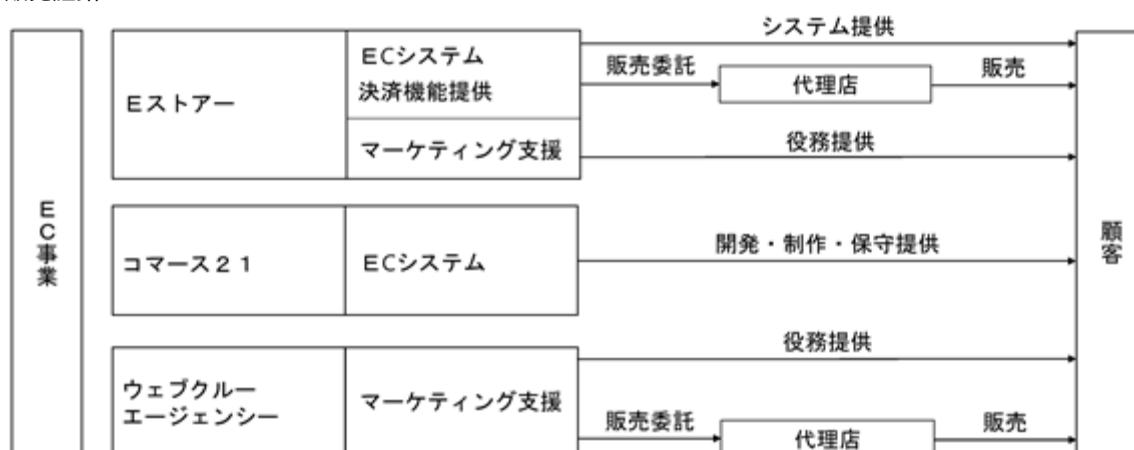 EC事業
Eストアー
ECシステム
決済機能提供
マーケティング支援
システム提供
販売委託
代理店
販売
役務提供
コマース21
ECシステム
開発・制作・保守提供
ウェブクルー
エージェンシー
マーケティング支援
役務提供
販売委託
代理店
販売
顧客